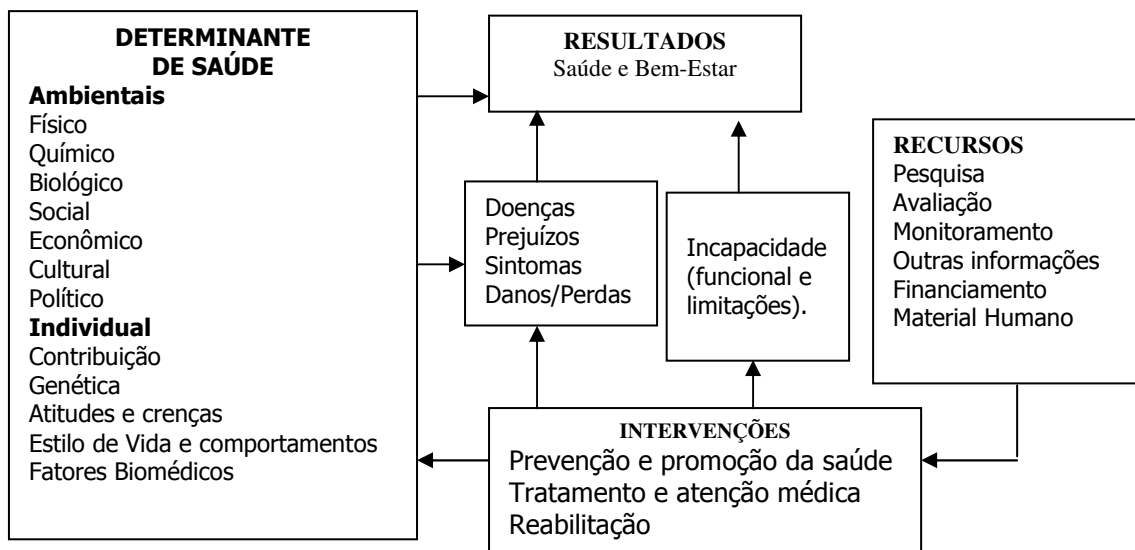 DETERMINANTE
DE SAÚDE
Ambientais
Físico
Químico
Biológico
Social
Econômico
Cultural
Político
Individual
Contribuição
Genética
Atitudes e crenças
Estilo de Vida e comportamentos
Fatores Biomédicos
RESULTADOS
Saúde e Bem-Estar
Doenças
Prejuízos
Sintomas
Danos/Perdas
Incapacidade
(funcional e
limitações).
RECURSOS
Pesquisa
Avaliação
Monitoramento
Outras informações
Financiamento
Material Humano
INTERVENÇÕES
Prevenção e promoção da saúde
Tratamento e atenção médica
Reabilitação